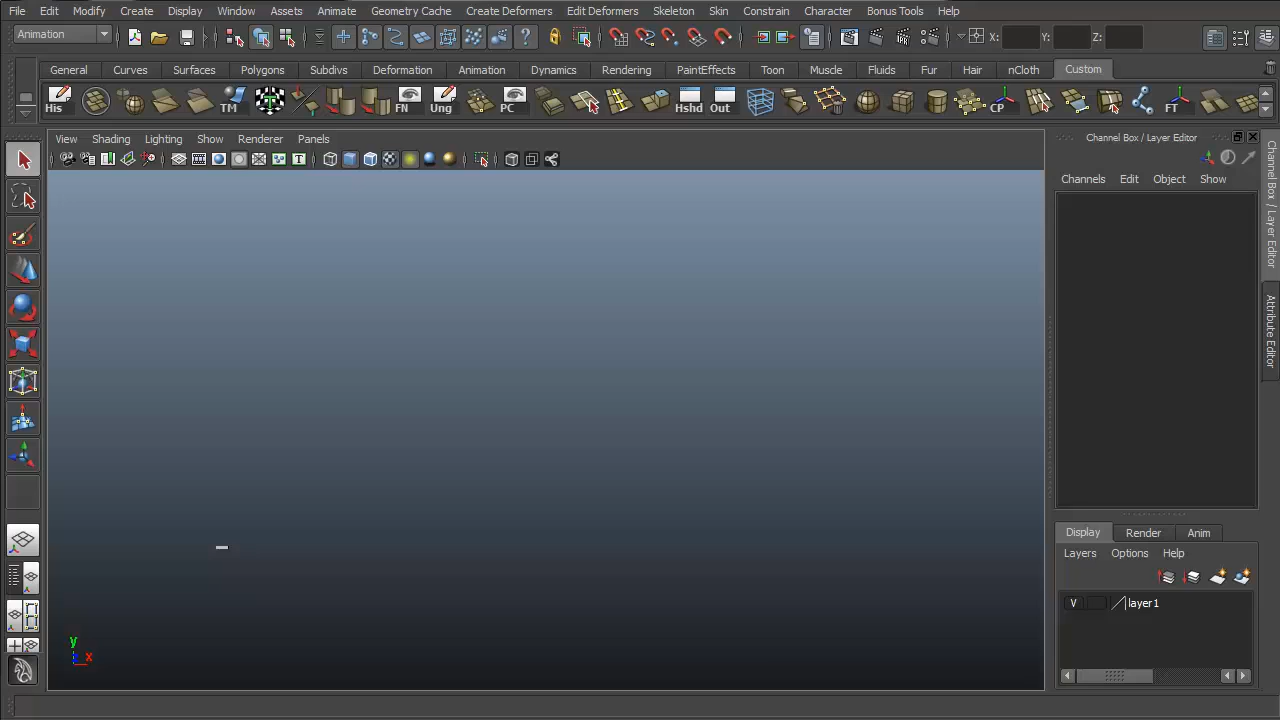 File Edit Modify Create Display Window Assets Animate Geometry Cache Create Deformers Edit Deformers Skeleton Skin Constrain Character Bonus Tools Help
Animation X: Y: Z:
General Curves Surfaces Polygons Subdivs Deformation Animation Dynamics Rendering PaintEffects Toon Muscle Fluids Fur Hair nCloth Custom
His TM FN Ung PC Hshd Out CP FT
View Shading Lighting Show Renderer Panels
T
Channel Box / Layer Editor
Channels Edit Object Show
Channel Box / Layer Editor
Attribute Editor
Display Render Anim
Layers Options Help
V layer1
y
x